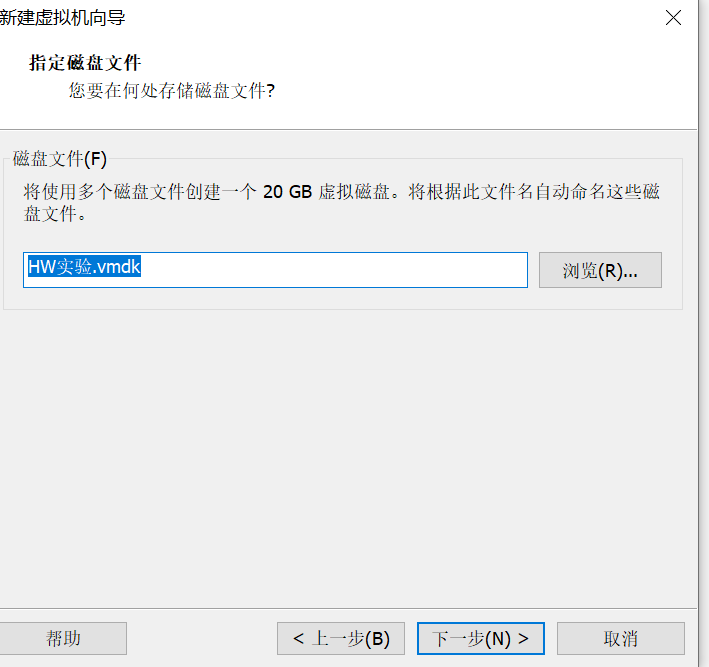 新建虚拟机向导
指定磁盘文件
您要在何处存储磁盘文件?
磁盘文件(F)
将使用多个磁盘文件创建一个 20 GB 虚拟磁盘。将根据此文件名自动命名这些磁
盘文件。
HW实验.vmdk
浏览(R)...
帮助
< 上一步(B)
下一步(N) >
取消